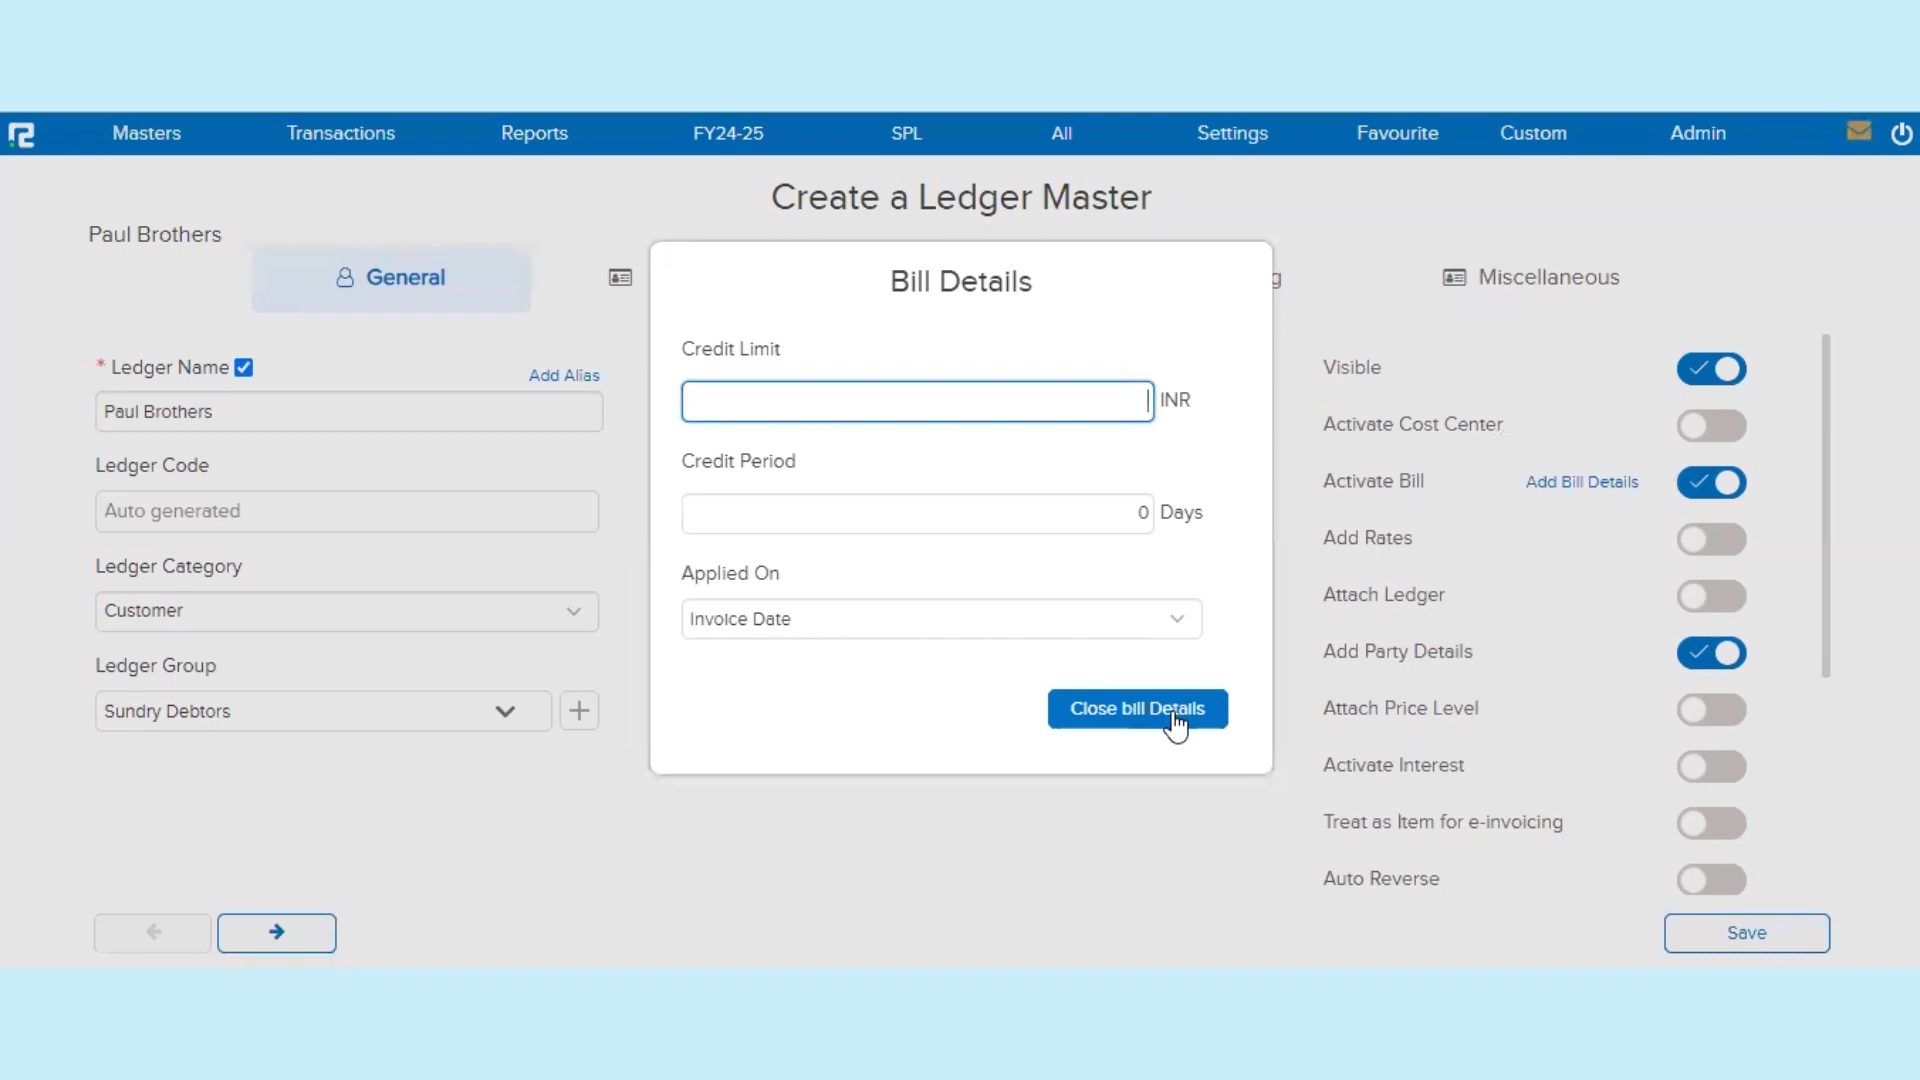 Masters Transactions Reports FY24-25 SPL All Settings Favourite Custom Admin
Create a Ledger Master
Paul Brothers
General
Miscellaneous
* Ledger Name
Add Alias
Paul Brothers
Ledger Code
Auto generated
Ledger Category
Customer
Ledger Group
Sundry Debtors
Bill Details
Credit Limit
INR
Credit Period
0 Days
Applied On
Invoice Date
Close bill Details
Visible
Activate Cost Center
Activate Bill Add Bill Details
Add Rates
Attach Ledger
Add Party Details
Attach Price Level
Activate Interest
Treat as Item for e-invoicing
Auto Reverse
Save